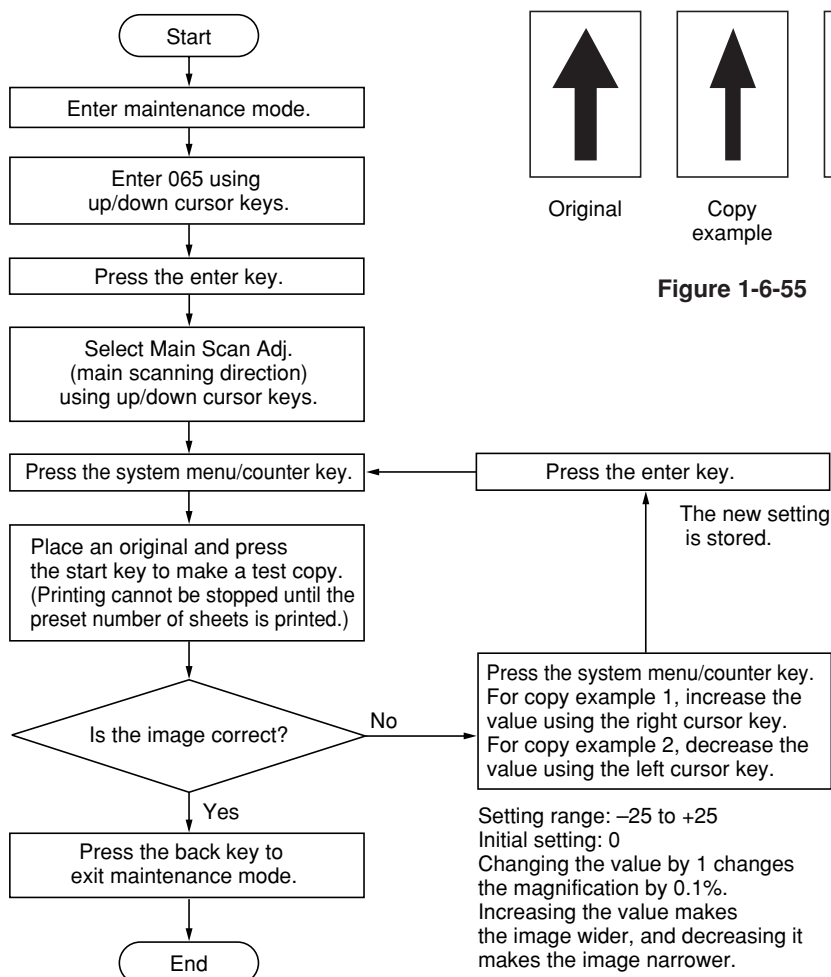 Start
Enter maintenance mode.
Enter 065 using
up/down cursor keys.
Press the enter key.
Select Main Scan Adj.
(main scanning direction)
using up/down cursor keys.
Press the system menu/counter key.
Place an original and press
the start key to make a test copy.
(Printing cannot be stopped until the
preset number of sheets is printed.)
Is the image correct?
No
Yes
Press the back key to
exit maintenance mode.
End
Original
Copy
example
Figure 1-6-55
Press the enter key.
The new setting
is stored.
Press the system menu/counter key.
For copy example 1, increase the
value using the right cursor key.
For copy example 2, decrease the
value using the left cursor key.
Setting range: –25 to +25
Initial setting: 0
Changing the value by 1 changes
the magnification by 0.1%.
Increasing the value makes
the image wider, and decreasing it
makes the image narrower.